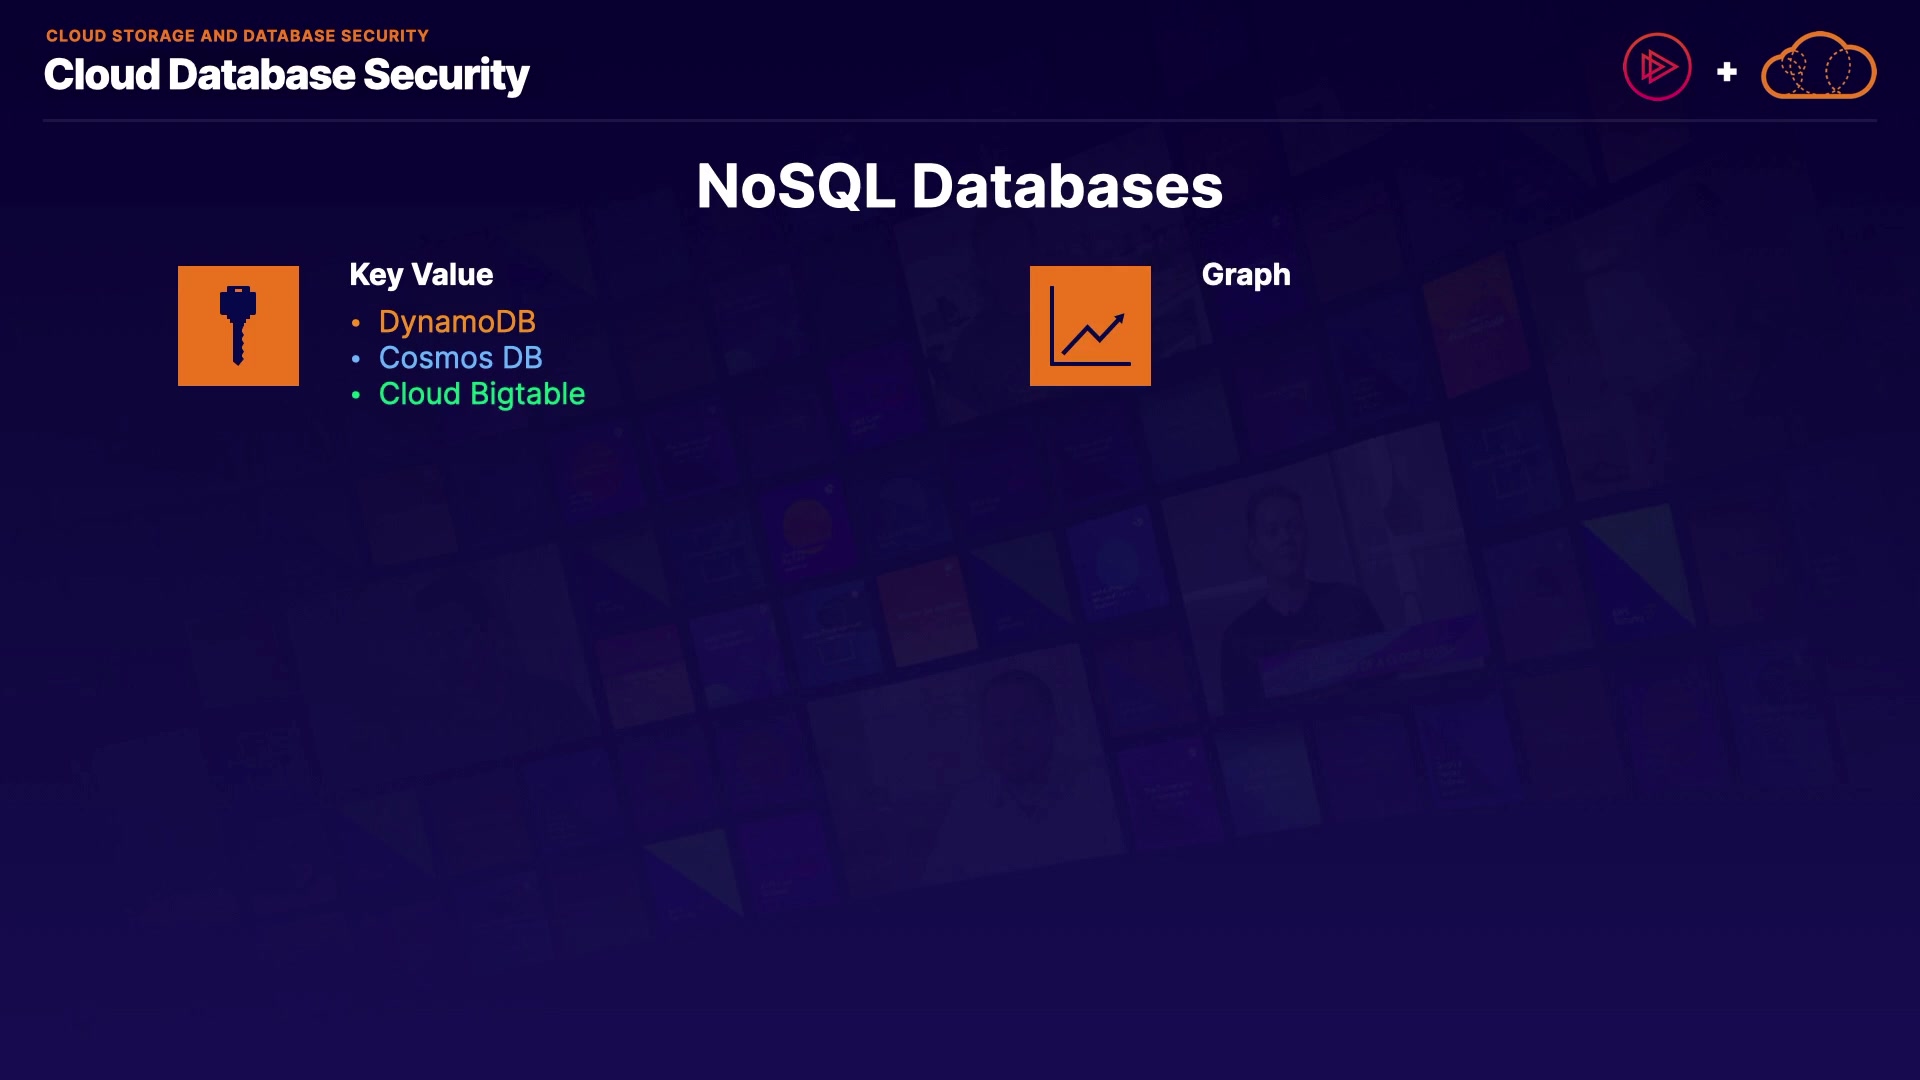 CLOUD STORAGE AND DATABASE SECURITY
Cloud Database Security
NoSQL Databases
Key Value
• DynamoDB
• Cosmos DB
• Cloud Bigtable
Graph